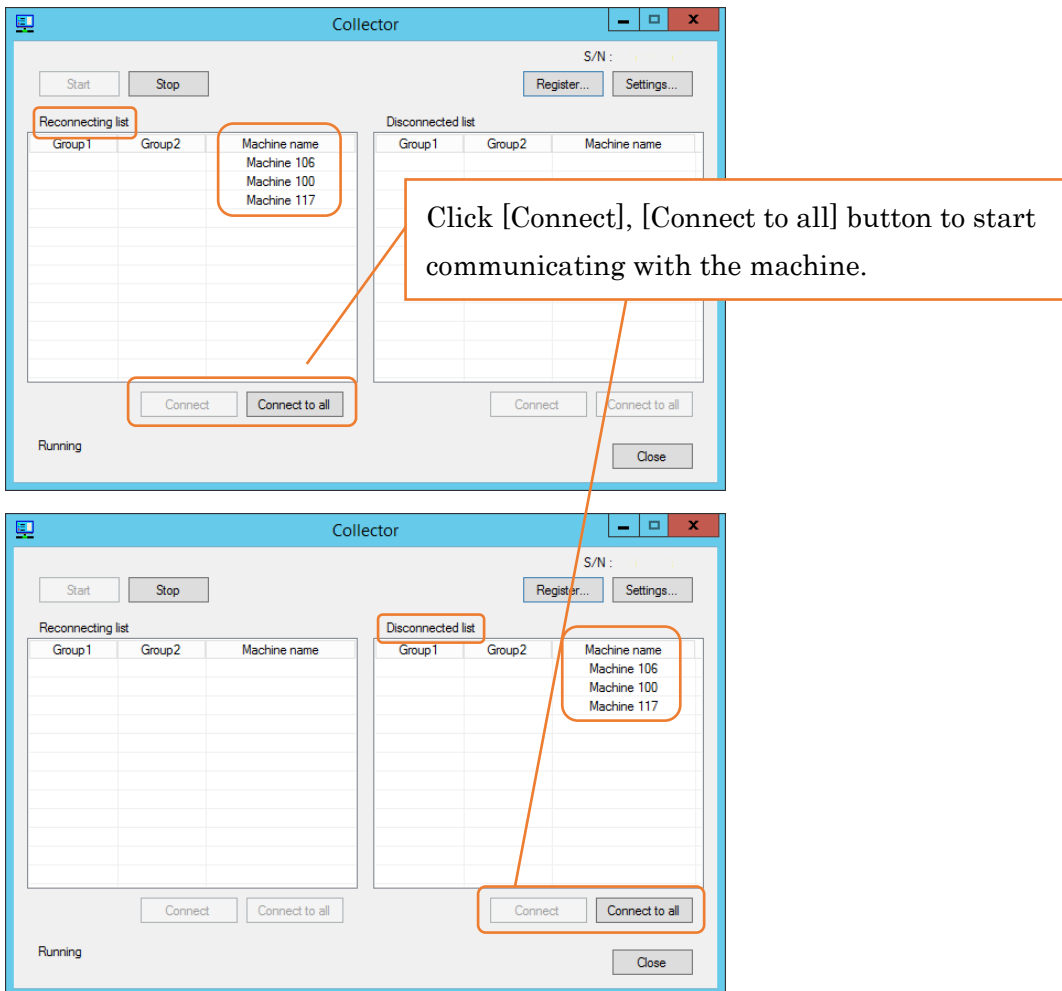 Collector
S/N :
Start Stop Register... Settings...
Reconnecting list Disconnected list
Group1 Group2 Machine name Group1 Group2 Machine name
Machine 106
Machine 100
Machine 117
Click [Connect], [Connect to all] button to start
communicating with the machine.
Connect Connect to all Connect Connect to all
Running
Close
Collector
S/N :
Start Stop Register... Settings...
Reconnecting list Disconnected list
Group1 Group2 Machine name Group1 Group2 Machine name
Machine 106
Machine 100
Machine 117
Connect Connect to all Connect Connect to all
Running
Close